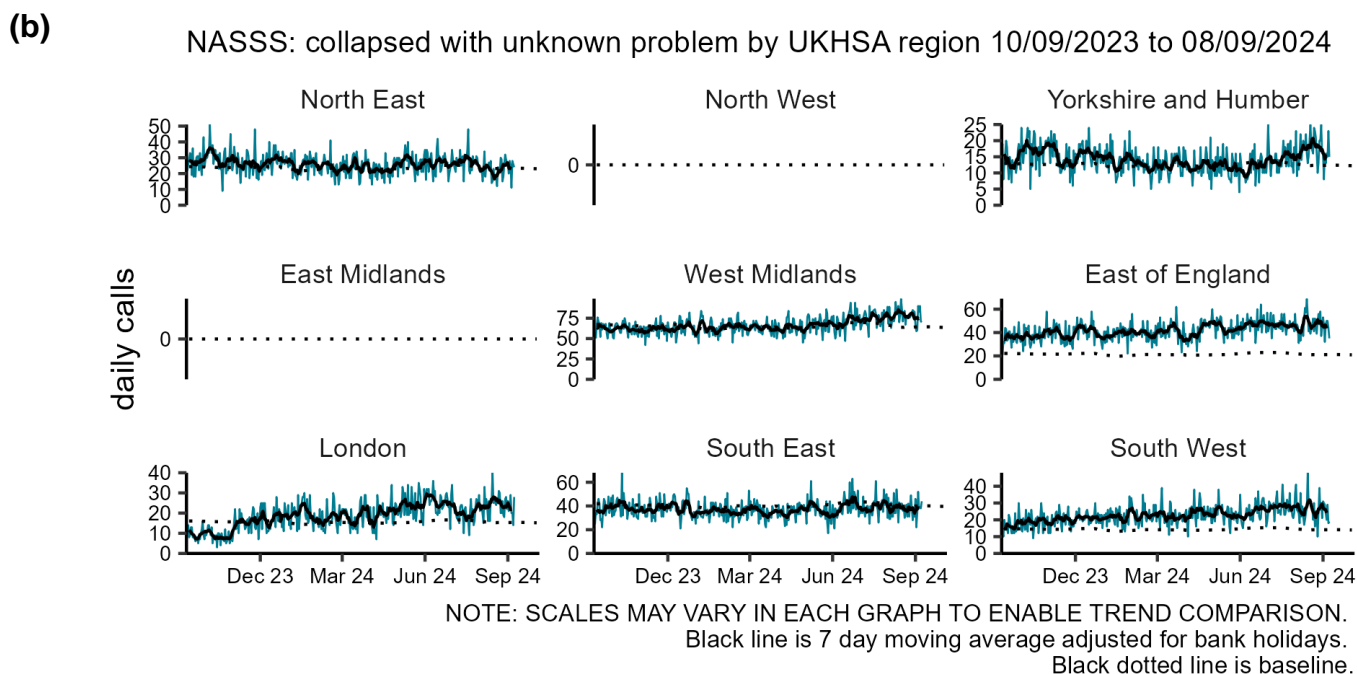 (b)
NASSS: collapsed with unknown problem by UKHSA region 10/09/2023 to 08/09/2024
North East
North West
Yorkshire and Humber
50
40
30
20
10
0
0
25
20
15
10
5
0
daily calls
East Midlands
West Midlands
East of England
0
75
50
25
0
60
40
20
0
London
South East
South West
40
30
20
10
0
60
40
20
0
40
30
20
10
0
Dec 23 Mar 24 Jun 24 Sep 24
Dec 23 Mar 24 Jun 24 Sep 24
Dec 23 Mar 24 Jun 24 Sep 24
NOTE: SCALES MAY VARY IN EACH GRAPH TO ENABLE TREND COMPARISON.
Black line is 7 day moving average adjusted for bank holidays.
Black dotted line is baseline.